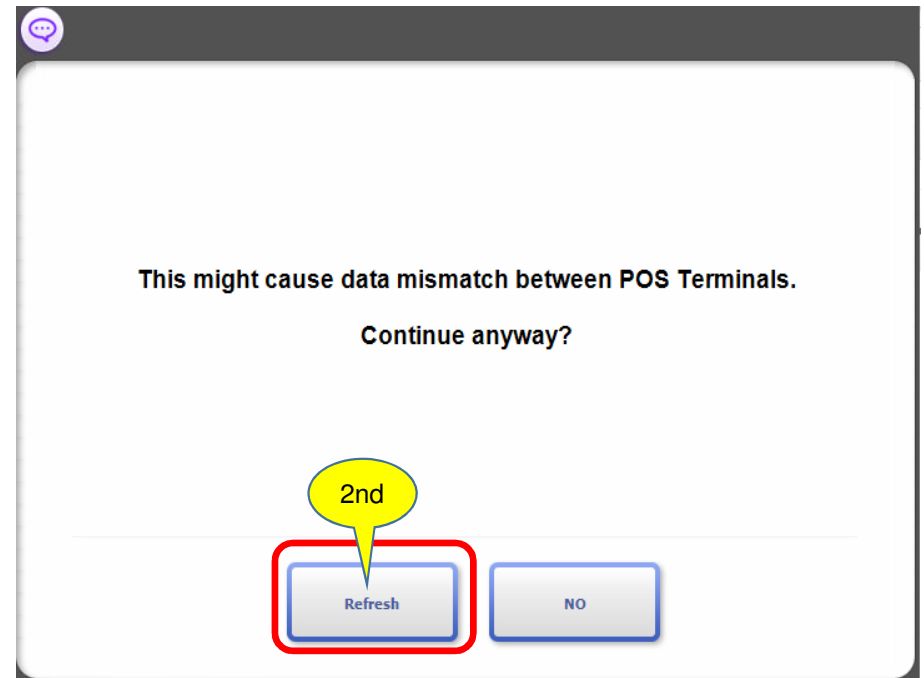 This might cause data mismatch between POS Terminals.
Continue anyway?
2nd
Refresh
NO